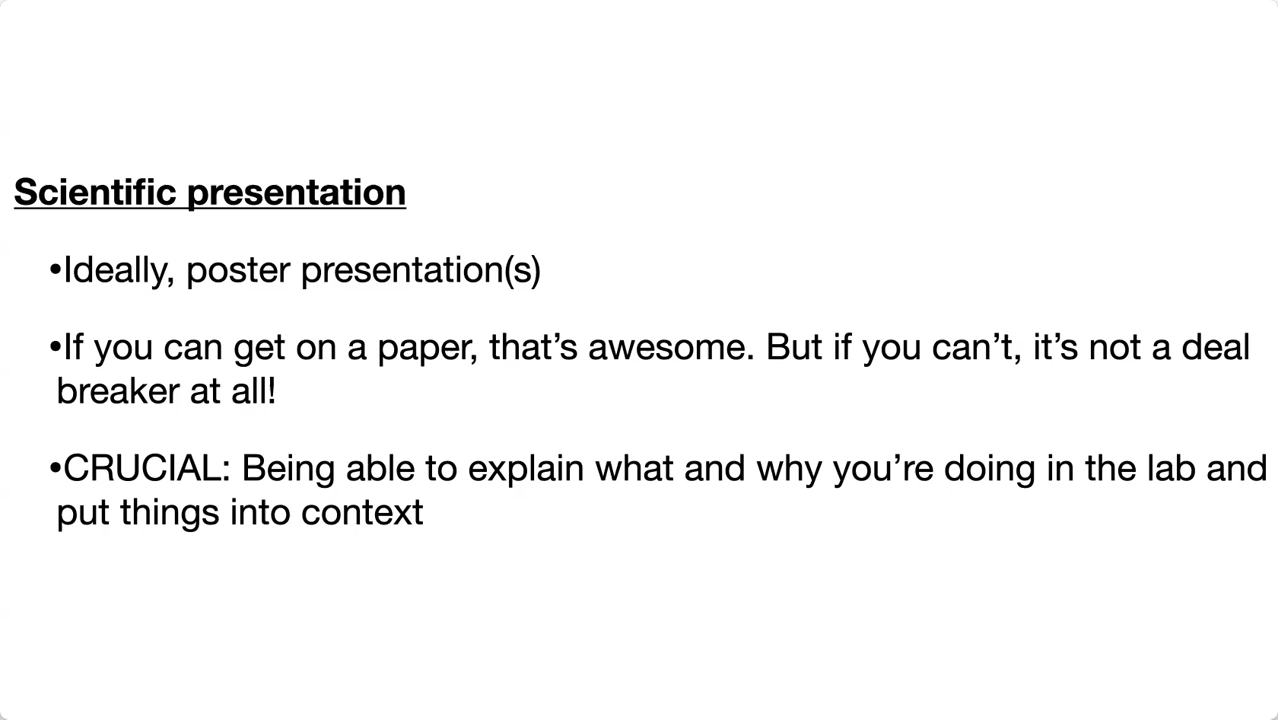 Scientific presentation
•Ideally, poster presentation(s)
•If you can get on a paper, that’s awesome. But if you can’t, it’s not a deal
breaker at all!
•CRUCIAL: Being able to explain what and why you’re doing in the lab and
put things into context